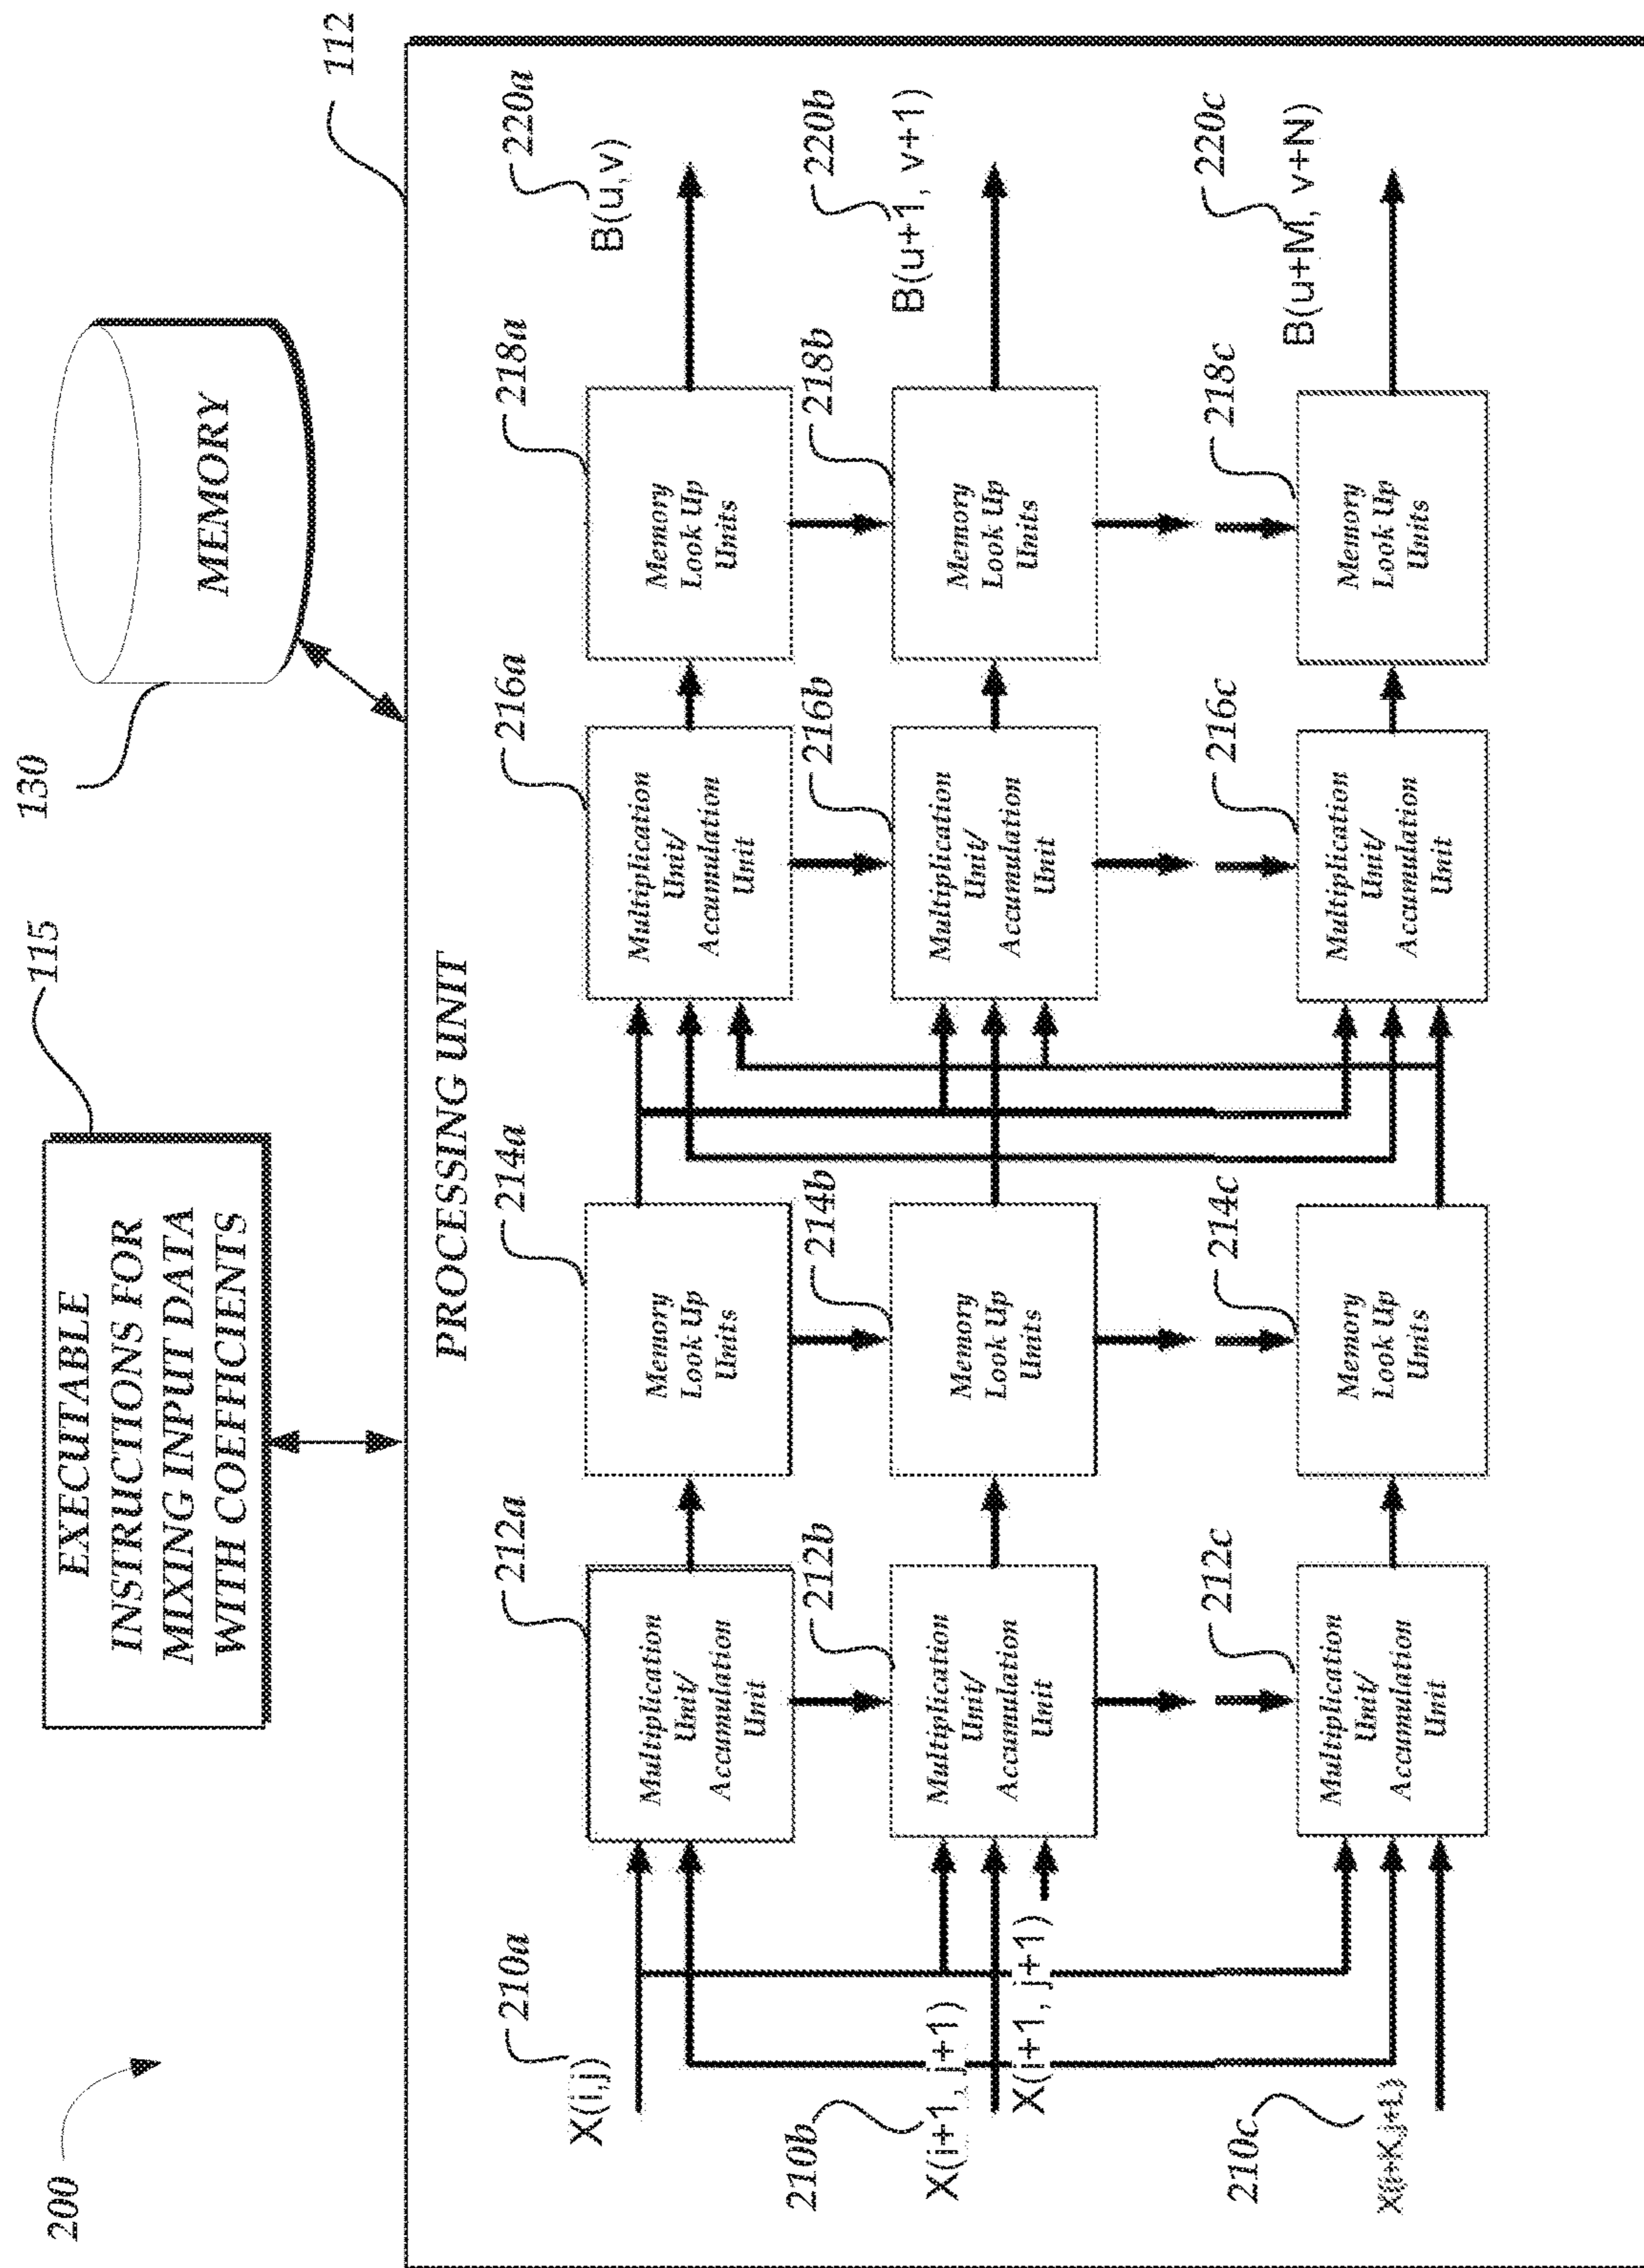 200
EXECUTABLE
INSTRUCTIONS FOR
MIXING INPUT DATA
WITH COEFFICIENTS
115
130
MEMORY
112
PROCESSING UNIT
X(i,j)
210a
Multiplication
Unit/
Accumulation
Unit
212a
Memory
Look Up
Units
214a
Multiplication
Unit/
Accumulation
Unit
216a
Memory
Look Up
Units
218a
B(u,v)
220a
210b
X(i+1, j+1)
X(i+1, j+1)
Multiplication
Unit/
Accumulation
Unit
212b
Memory
Look Up
Units
214b
Multiplication
Unit/
Accumulation
Unit
216b
Memory
Look Up
Units
218b
B(u+1, v+1)
220b
210c
X(i+K,j+L)
Multiplication
Unit/
Accumulation
Unit
212c
Memory
Look Up
Units
214c
Multiplication
Unit/
Accumulation
Unit
216c
Memory
Look Up
Units
218c
B(u+M, v+N)
220c